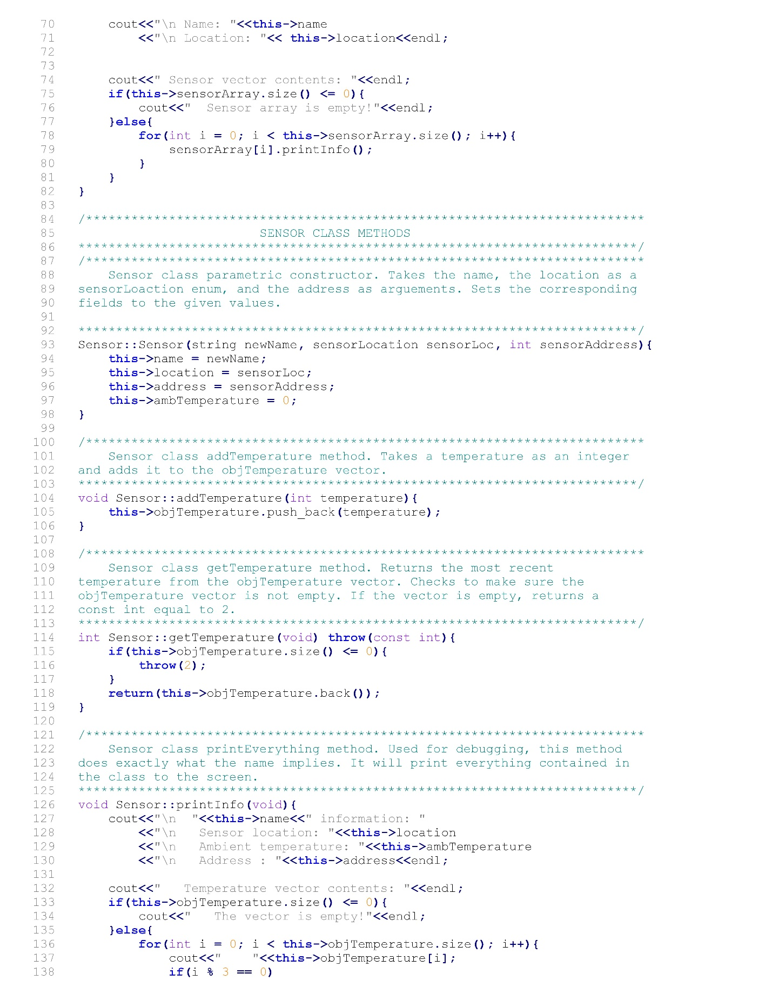 70 cout<<"\n Name: "<<this->name
71 <<"\n Location: "<< this->location<<endl;
72
73
74 cout<<" Sensor vector contents: "<<endl;
75 if(this->sensorArray.size() <= 0){
76 cout<<"  Sensor array is empty!"<<endl;
77 }else{
78 for(int i = 0; i < this->sensorArray.size(); i++){
79 sensorArray[i].printInfo();
80 }
81 }
82 }
83
84 /**************************************************************************
85 SENSOR CLASS METHODS
86 **************************************************************************/
87 /**************************************************************************
88 Sensor class parametric constructor. Takes the name, the location as a
89 sensorLoaction enum, and the address as arguements. Sets the corresponding
90 fields to the given values.
91
92 **************************************************************************/
93 Sensor::Sensor(string newName, sensorLocation sensorLoc, int sensorAddress){
94 this->name = newName;
95 this->location = sensorLoc;
96 this->address = sensorAddress;
97 this->ambTemperature = 0;
98 }
99
100 /**************************************************************************
101 Sensor class addTemperature method. Takes a temperature as an integer
102 and adds it to the objTemperature vector.
103 **************************************************************************/
104 void Sensor::addTemperature(int temperature){
105 this->objTemperature.push_back(temperature);
106 }
107
108 /**************************************************************************
109 Sensor class getTemperature method. Returns the most recent
110 temperature from the objTemperature vector. Checks to make sure the
111 objTemperature vector is not empty. If the vector is empty, returns a
112 const int equal to 2.
113 **************************************************************************/
114 int Sensor::getTemperature(void) throw(const int){
115 if(this->objTemperature.size() <= 0){
116 throw(2);
117 }
118 return(this->objTemperature.back());
119 }
120
121 /**************************************************************************
122 Sensor class printEverything method. Used for debugging, this method
123 does exactly what the name implies. It will print everything contained in
124 the class to the screen.
125 **************************************************************************/
126 void Sensor::printInfo(void){
127 cout<<"\n  "<<this->name<<" information: "
128 <<"\n   Sensor location: "<<this->location
129 <<"\n   Ambient temperature: "<<this->ambTemperature
130 <<"\n   Address : "<<this->address<<endl;
131
132 cout<<"   Temperature vector contents: "<<endl;
133 if(this->objTemperature.size() <= 0){
134 cout<<"   The vector is empty!"<<endl;
135 }else{
136 for(int i = 0; i < this->objTemperature.size(); i++){
137 cout<<"    "<<this->objTemperature[i];
138 if(i % 3 == 0)